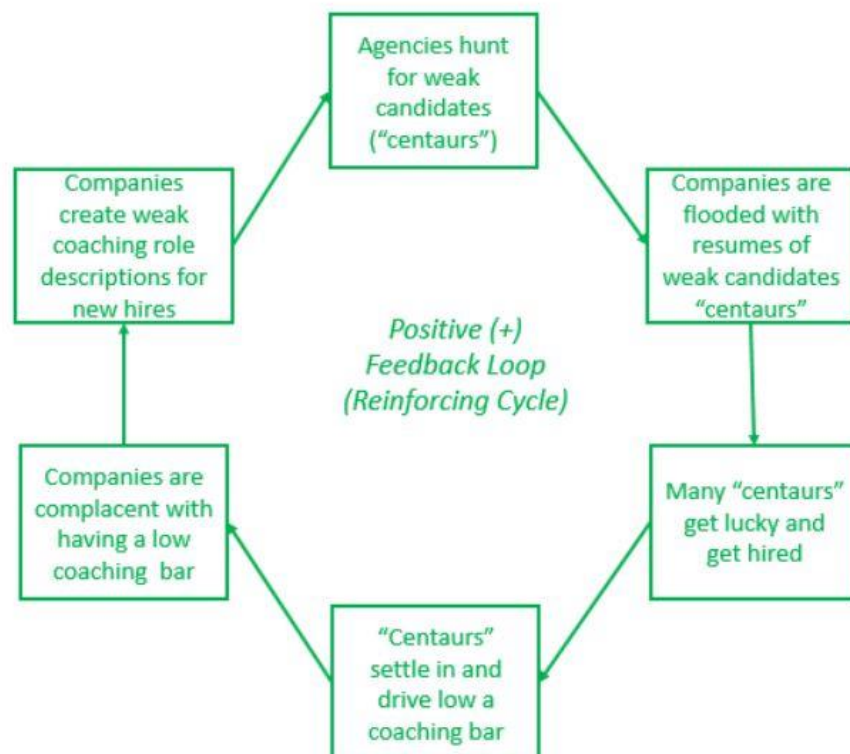 Agencies hunt
for weak
candidates
(“centaurs”)
Companies are
flooded with
resumes of
weak candidates
“centaurs”
Many “centaurs”
get lucky and
get hired
“Centaurs”
settle in and
drive low a
coaching bar
Companies are
complacent with
having a low
coaching bar
Companies
create weak
coaching role
descriptions for
new hires
Positive (+)
Feedback Loop
(Reinforcing Cycle)